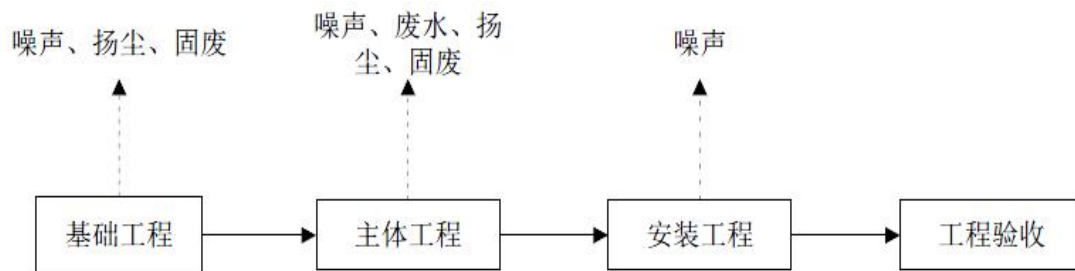 噪声、扬尘、固废
噪声、废水、扬
尘、固废
噪声
基础工程
主体工程
安装工程
工程验收